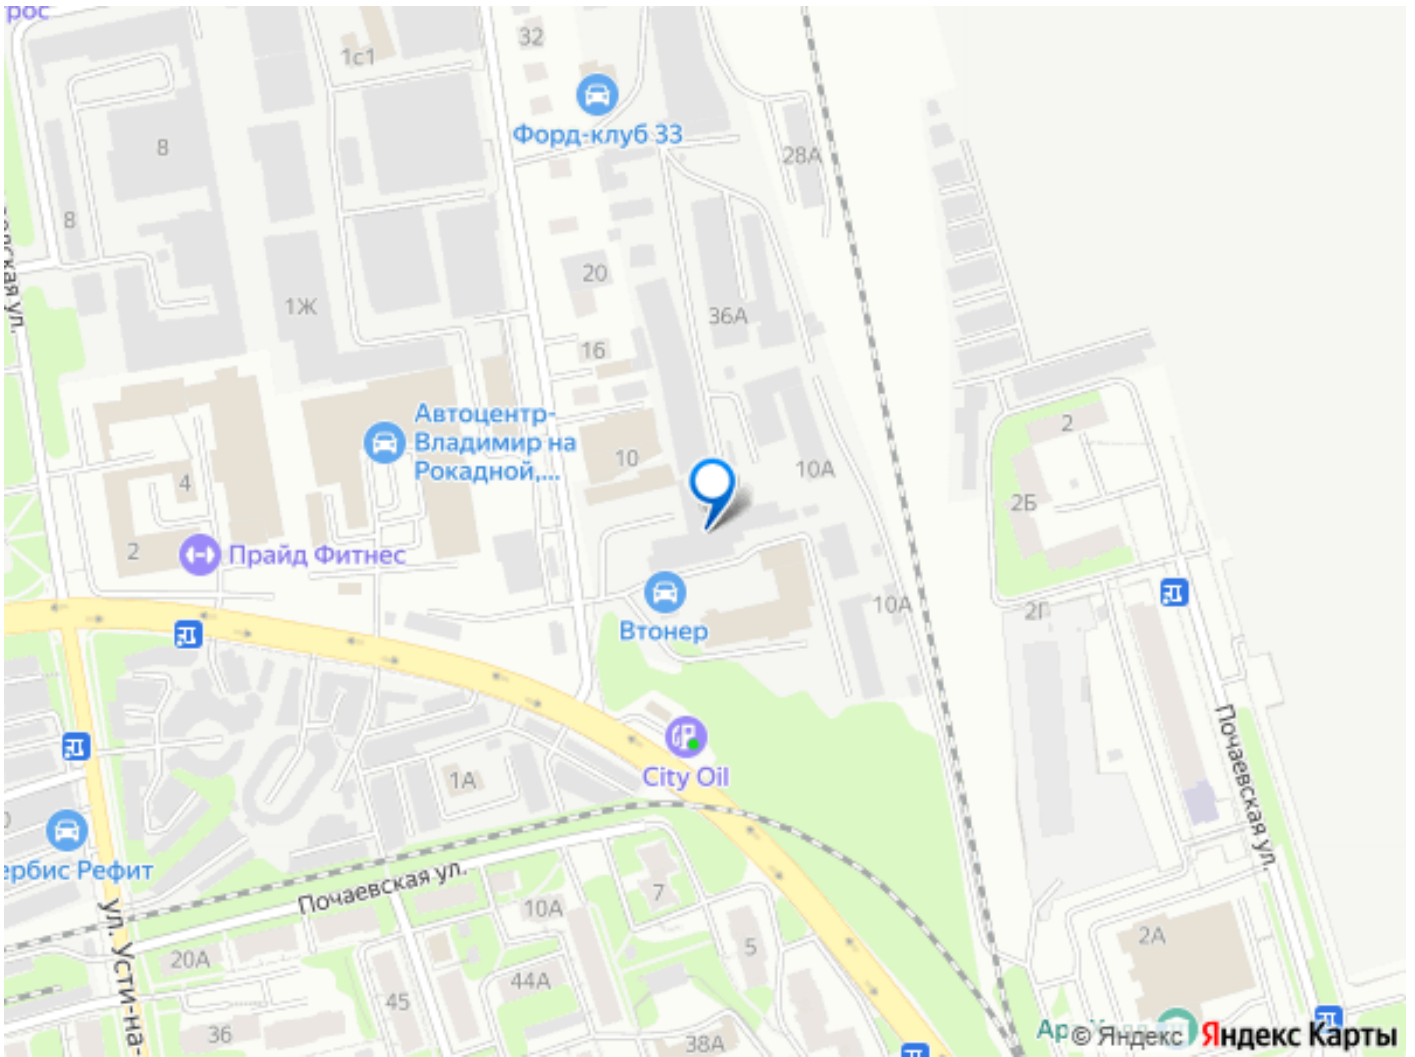 рос
32
1с1
Форд-клуб 33
8
28А
8
20
1Ж
36А
16
Автоцентр-
Владимир на
Рокадной,...
2
10
10А
4
2Б
2
Прайд Фитнес
10А
2Г
Втонер
Почаевская ул.
City Oil
1А
ербис Рефит
Почаевская ул.
7
10А
ул. Усти-на-
5
2А
20А
44А
45
36
38А
© Яндекс Яндекс Карты